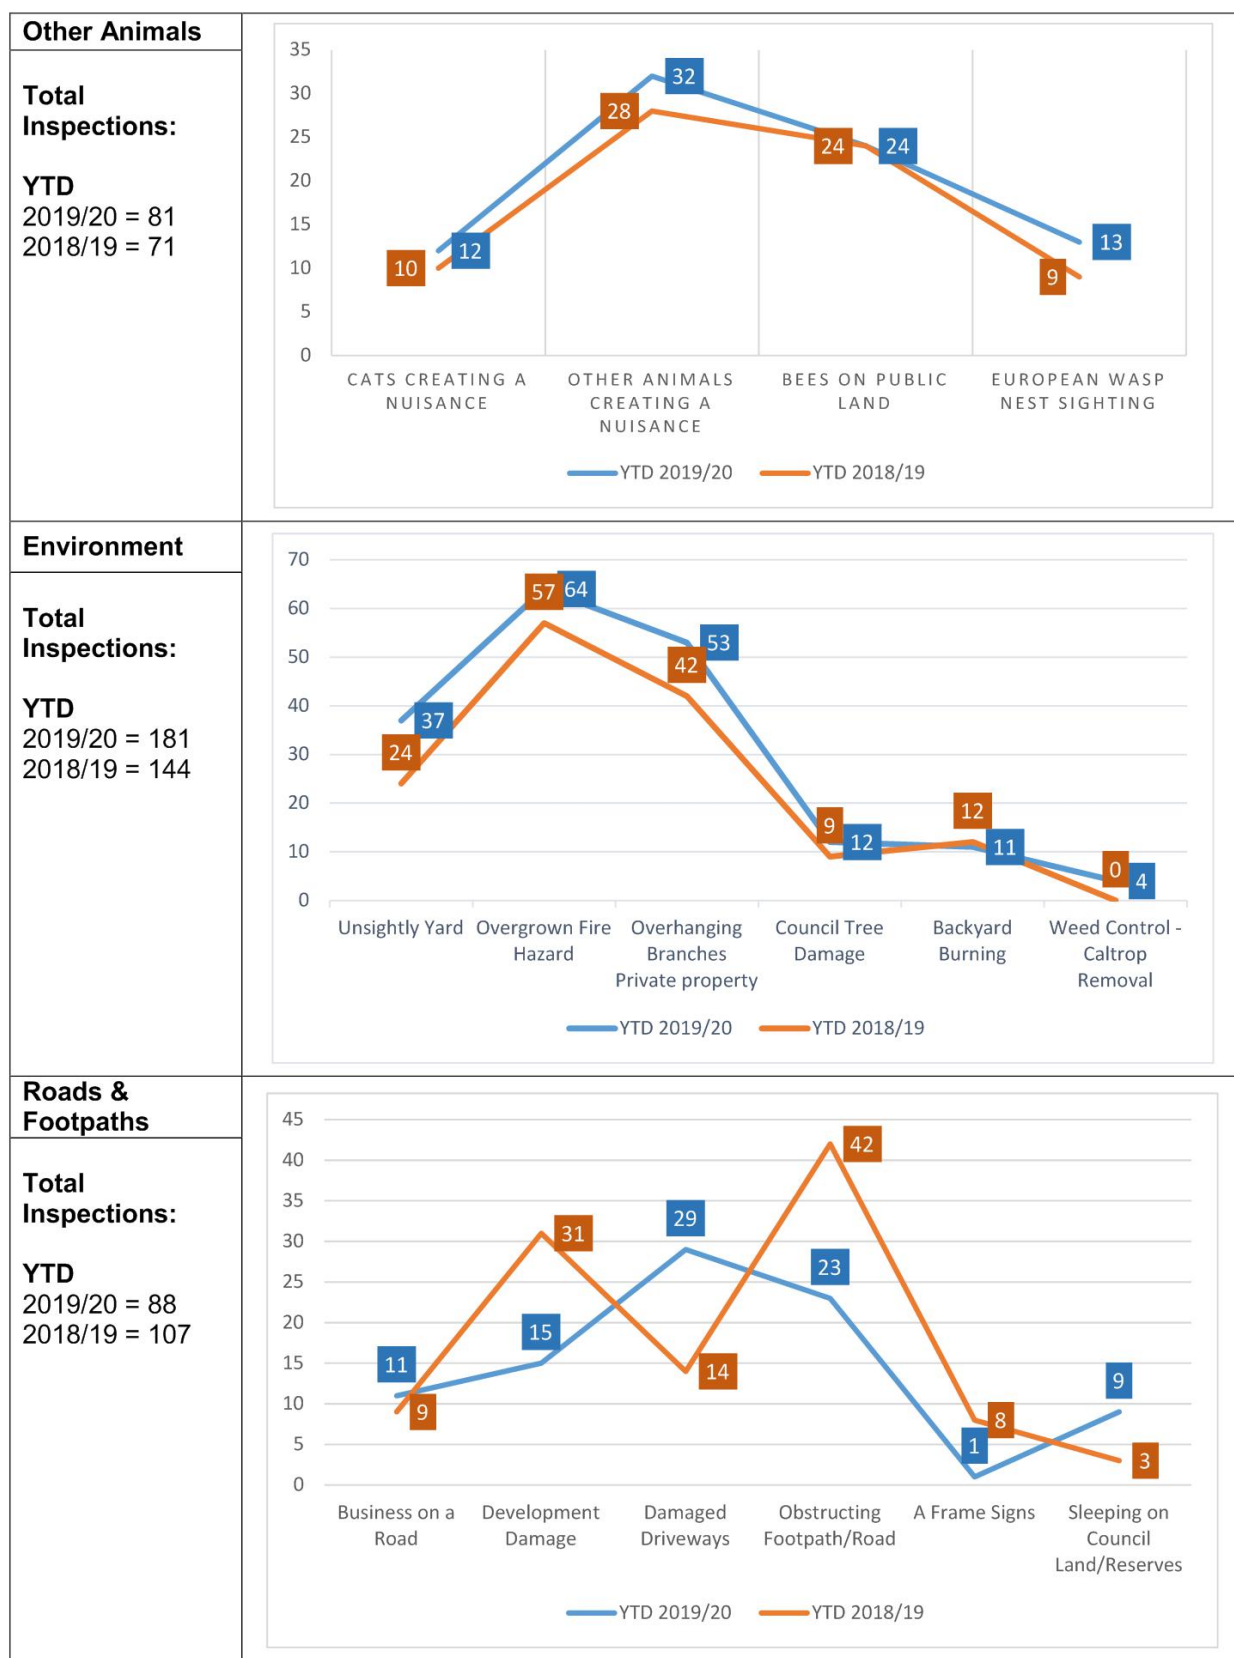 Other Animals
Total
Inspections:
YTD
2019/20 = 81
2018/19 = 71
35
30
25
20
15
10
5
0
32
28
24
24
10
12
13
9
CATS CREATING A
NUISANCE
OTHER ANIMALS
CREATING A
NUISANCE
BEES ON PUBLIC
LAND
EUROPEAN WASP
NEST SIGHTING
YTD 2019/20
YTD 2018/19
Environment
Total
Inspections:
YTD
2019/20 = 181
2018/19 = 144
70
60
50
40
30
20
10
0
57
64
53
42
37
24
9
12
12
11
0
4
Unsightly Yard
Overgrown Fire
Hazard
Overhanging
Branches
Private property
Council Tree
Damage
Backyard
Burning
Weed Control -
Caltrop
Removal
YTD 2019/20
YTD 2018/19
Roads &
Footpaths
Total
Inspections:
YTD
2019/20 = 88
2018/19 = 107
45
40
35
30
25
20
15
10
5
0
11
9
15
31
29
14
23
42
1
8
9
3
Business on a
Road
Development
Damage
Damaged
Driveways
Obstructing
Footpath/Road
A Frame Signs
Sleeping on
Council
Land/Reserves
YTD 2019/20
YTD 2018/19